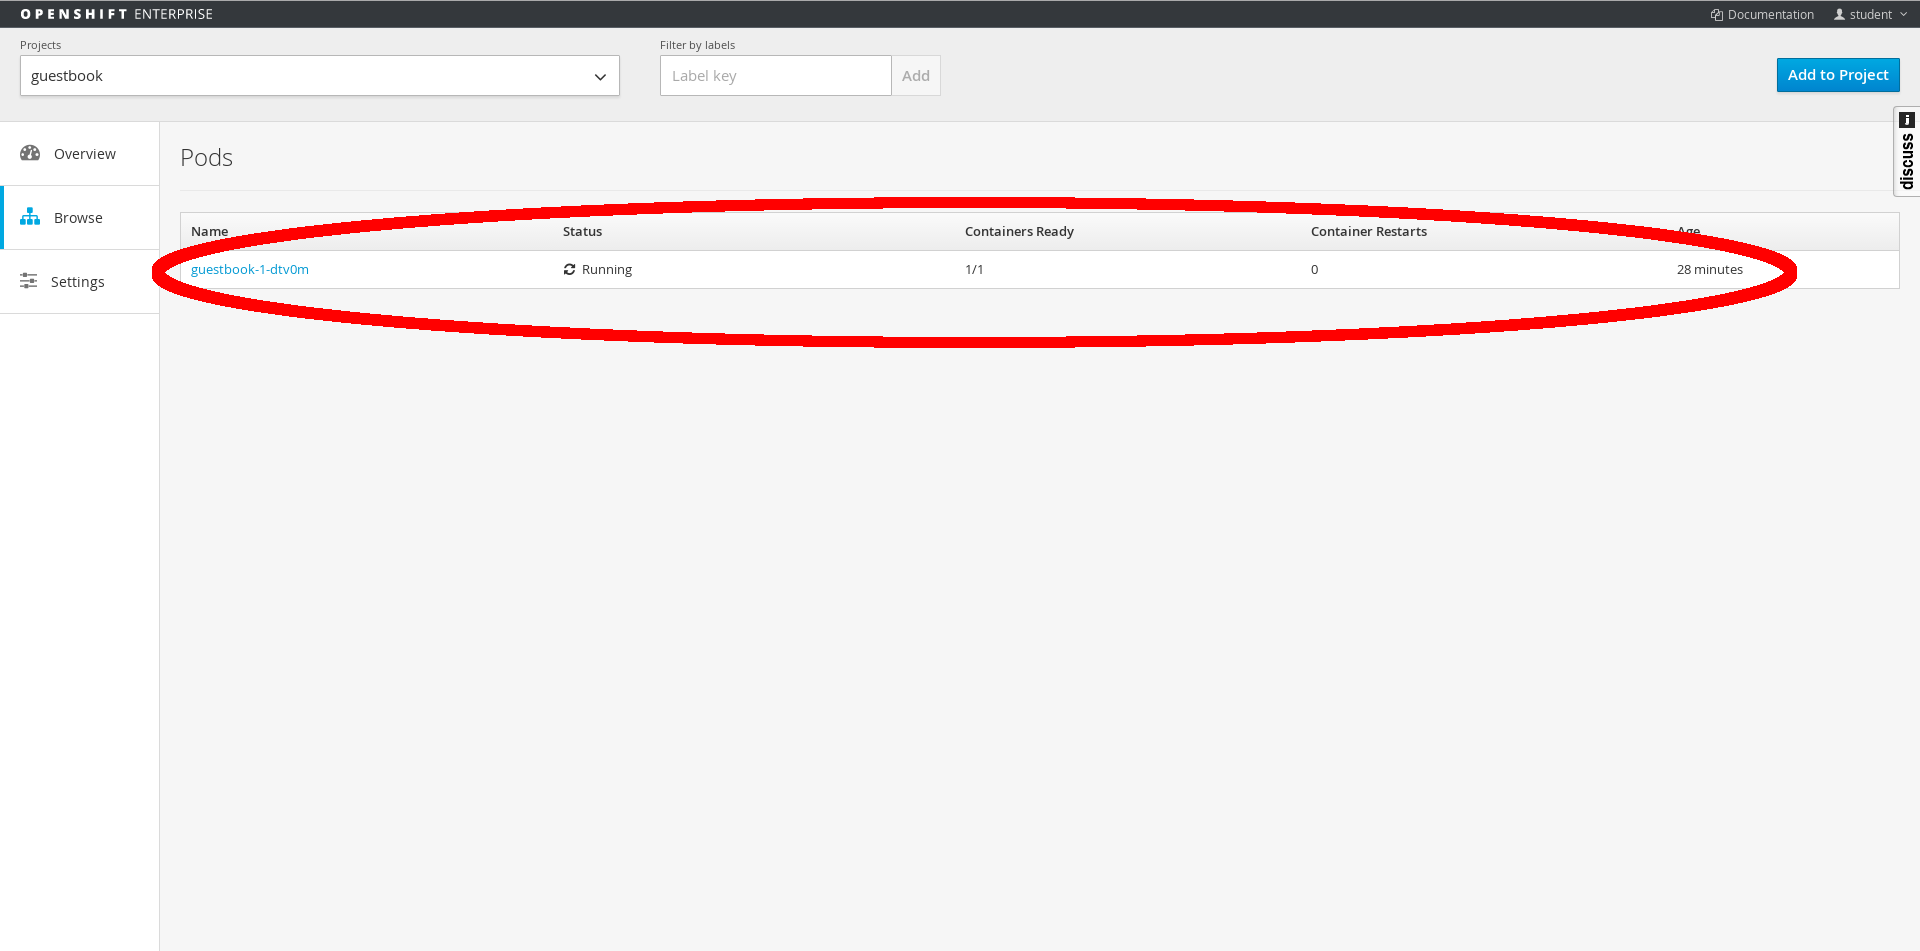 OPENSHIFT ENTERPRISE
Documentation
student
Projects
guestbook
Filter by labels
Label key
Add
Add to Project
discuss
Overview
Browse
Settings
Pods
Name Status Containers Ready Container Restarts Age
guestbook-1-dtv0m Running 1/1 0 28 minutes